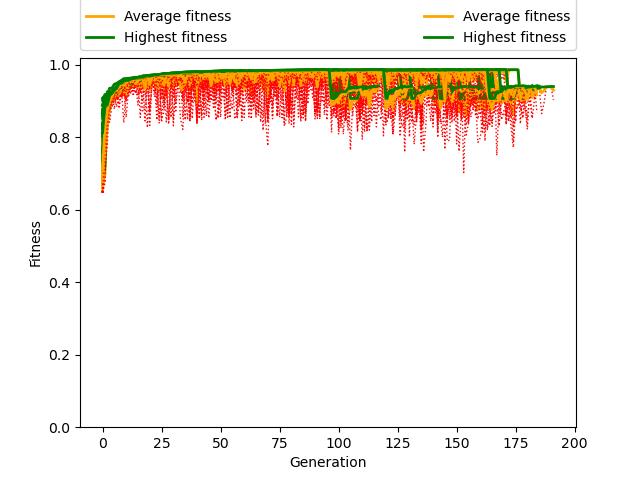 Average fitness Average fitness
Highest fitness Highest fitness
1.0
0.8
0.6
0.4
0.2
0.0
Fitness
0 25 50 75 100 125 150 175 200
Generation